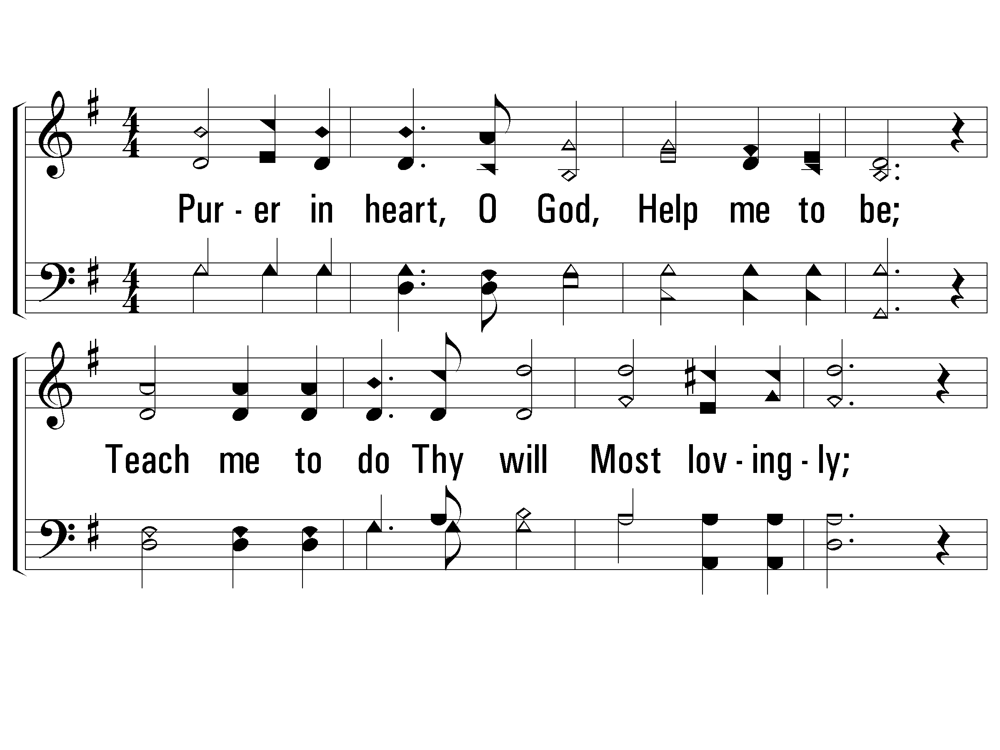 Pur - er in heart, O God, Help me to be;
Teach me to do Thy will Most lov - ing - ly;